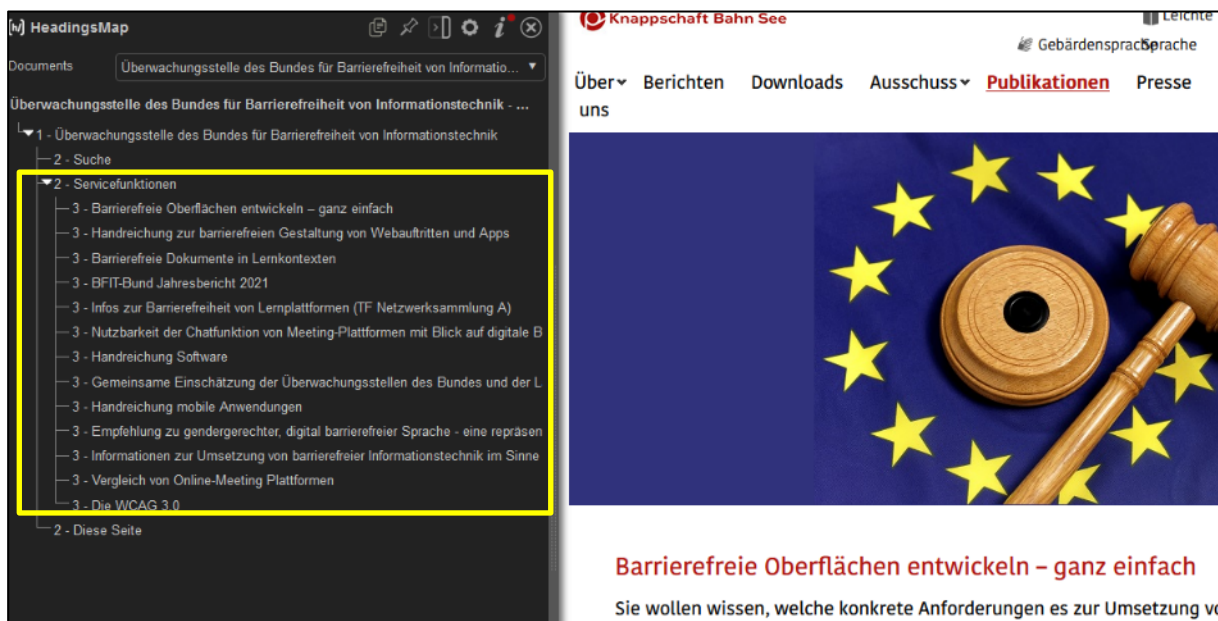 HeadingsMap
Documents
Überwachungsstelle des Bundes für Barrierefreiheit von Informatio... ▼
Überwachungsstelle des Bundes für Barrierefreiheit von Informationstechnik - ...
1 - Überwachungsstelle des Bundes für Barrierefreiheit von Informationstechnik
2 - Suche
2 - Servicefunktionen
3 - Barrierefreie Oberflächen entwickeln – ganz einfach
3 - Handreichung zur barrierefreien Gestaltung von Webauftritten und Apps
3 - Barrierefreie Dokumente in Lernkontexten
3 - BFIT-Bund Jahresbericht 2021
3 - Infos zur Barrierefreiheit von Lernplattformen (TF Netzwerksammlung A)
3 - Nutzbarkeit der Chatfunktion von Meeting-Plattformen mit Blick auf digitale B
3 - Handreichung Software
3 - Gemeinsame Einschätzung der Überwachungsstellen des Bundes und der L
3 - Handreichung mobile Anwendungen
3 - Empfehlung zu gendergerechter, digital barrierefreier Sprache - eine repräsen
3 - Informationen zur Umsetzung von barrierefreier Informationstechnik im Sinne
3 - Vergleich von Online-Meeting Plattformen
3 - Die WCAG 3.0
2 - Diese Seite
Knappschaft Bahn See
Leichte
Sprache
Gebärdensprache
Über uns
Berichten
Downloads
Ausschuss
Publikationen
Presse
Barrierefreie Oberflächen entwickeln – ganz einfach
Sie wollen wissen, welche konkrete Anforderungen es zur Umsetzung vo